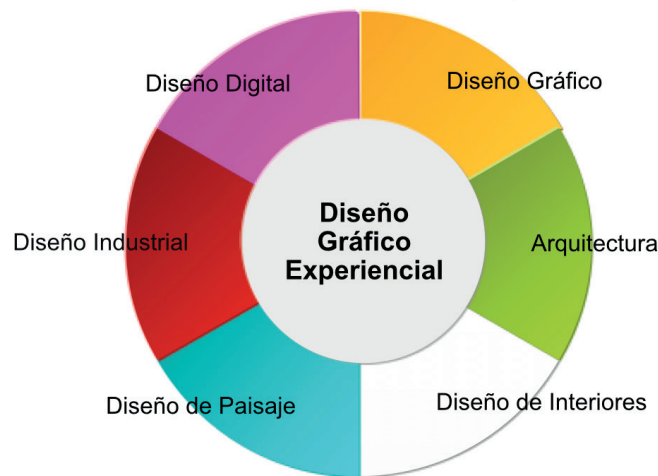 Diseño Digital
Diseño Gráfico
Diseño
Gráfico
Experiencial
Diseño Industrial
Arquitectura
Diseño de Paisaje
Diseño de Interiores